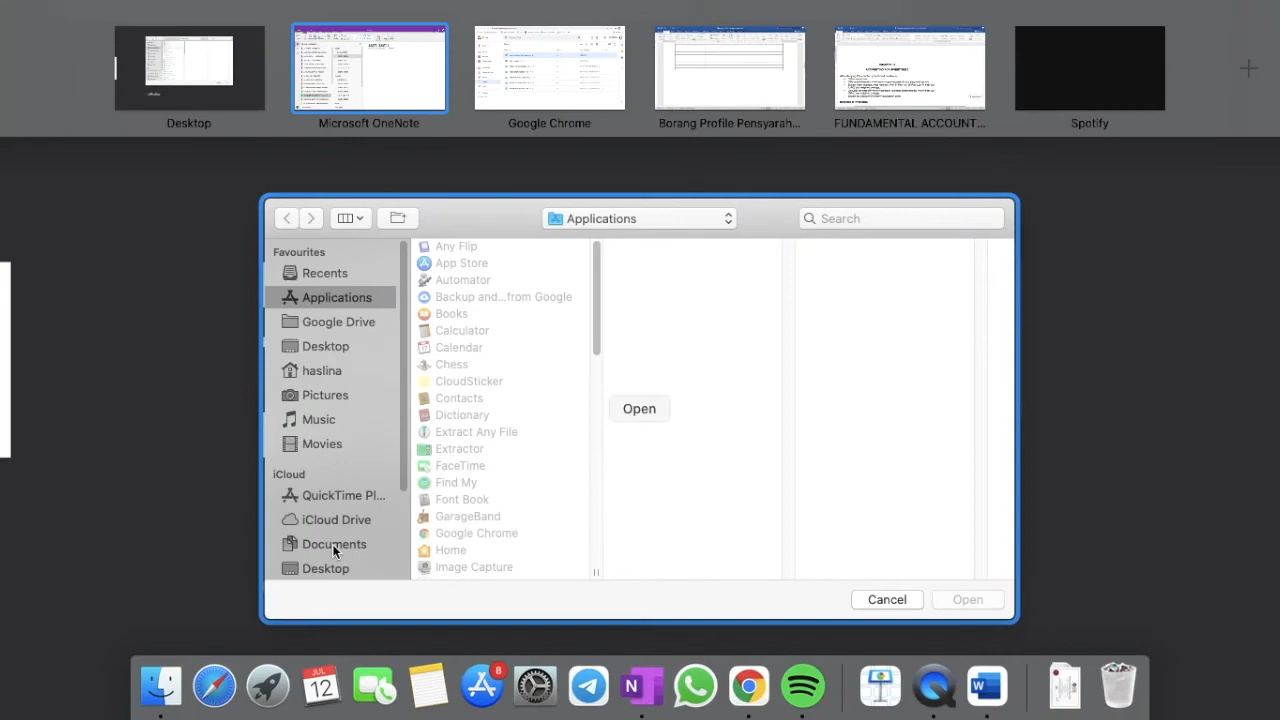 Desktop
Microsoft OneNote
Google Chrome
Borang Profile Pensyarah...
FUNDAMENTAL ACCOUNT...
Spotify
Applications
Search
Favourites
Recents
Applications
Google Drive
Desktop
haslina
Pictures
Music
Movies
iCloud
QuickTime Pl...
iCloud Drive
Documents
Desktop
Any Flip
App Store
Automator
Backup and...from Google
Books
Calculator
Calendar
Chess
CloudSticker
Contacts
Dictionary
Extract Any File
Extractor
FaceTime
Find My
Font Book
GarageBand
Google Chrome
Home
Image Capture
Open
Cancel
Open
JUL
12
8
N
W